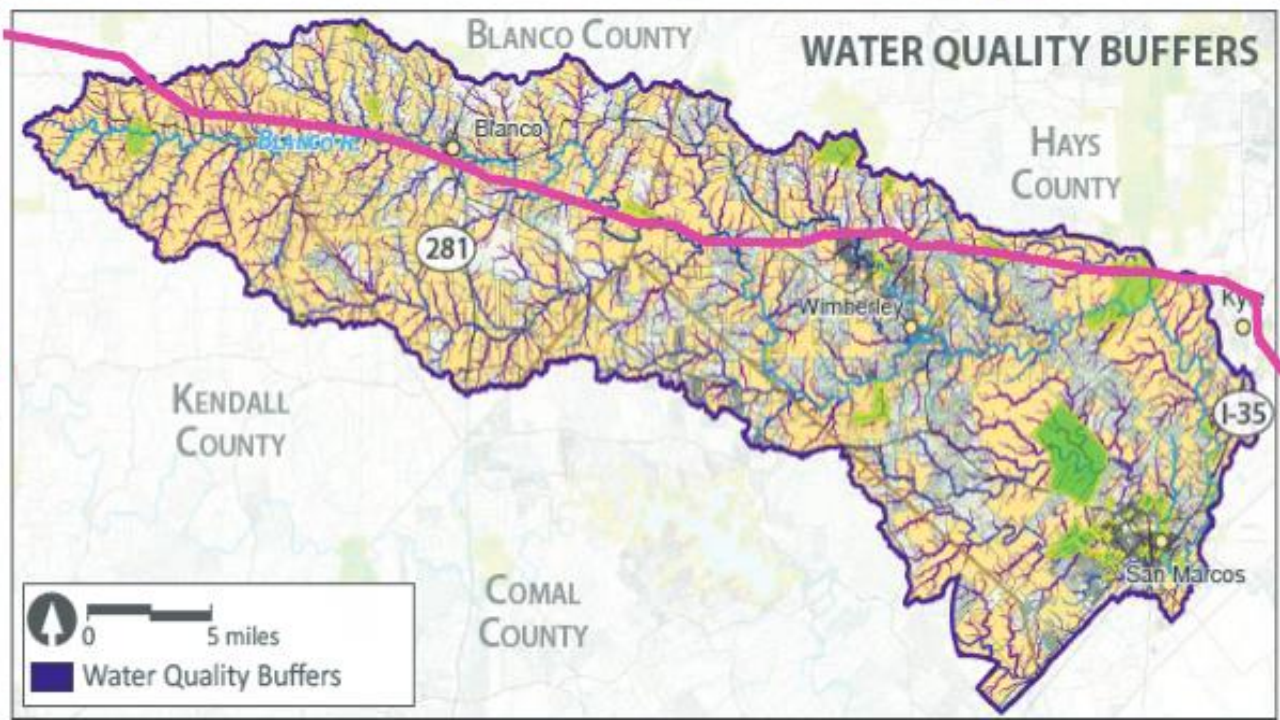 BLANCO COUNTY
WATER QUALITY BUFFERS
BLANCO R.
Blanco
HAYS
COUNTY
281
Wimberley
Kyle
KENDALL
COUNTY
I-35
COMAL
COUNTY
San Marcos
0 5 miles
Water Quality Buffers